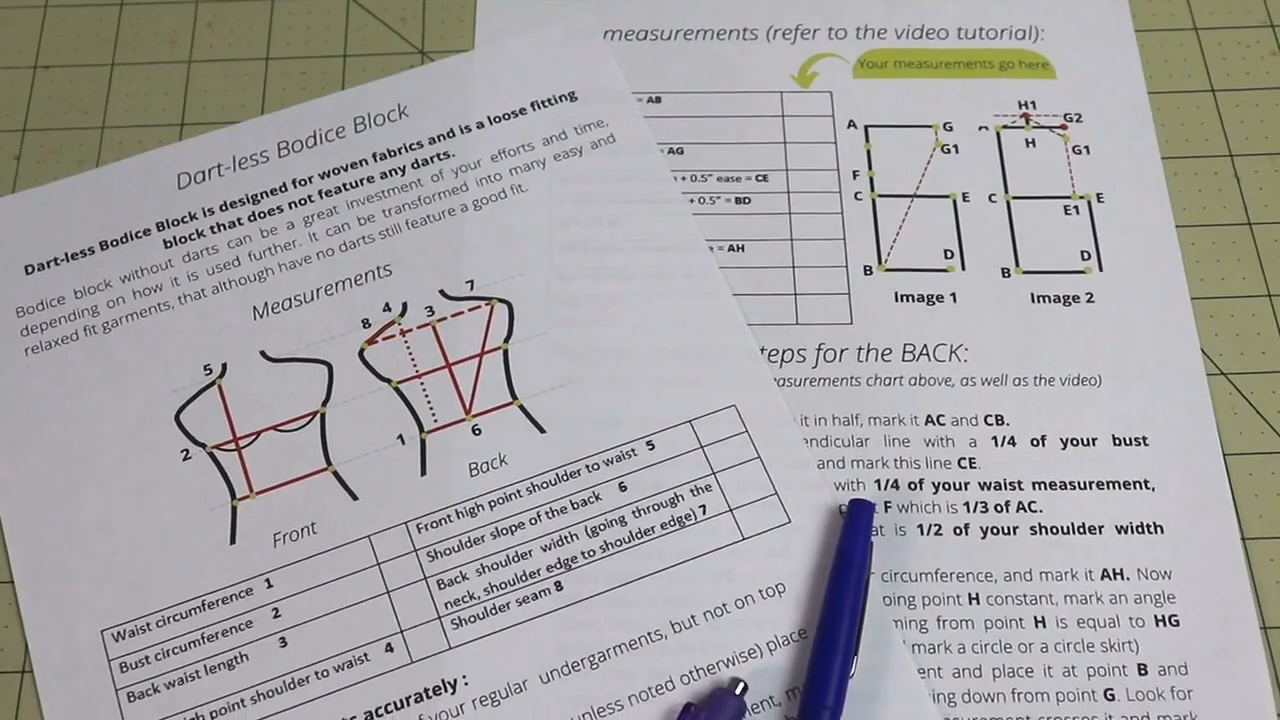 Dart-less Bodice Block
Dart-less Bodice Block is designed for woven fabrics and is a loose fitting
block that does not feature any darts.
Bodice block without darts can be a great investment of your efforts and time,
depending on how it is used further. It can be transformed into many easy and
relaxed fit garments, that although have no darts still feature a good fit.
Measurements
5
2
Front
8
4
3
7
1
6
Back
Waist circumference 1
Bust circumference 2
Back waist length 3
point shoulder to waist 4
Front high point shoulder to waist 5
Shoulder slope of the back 6
Back shoulder width (going through the
neck, shoulder edge to shoulder edge) 7
Shoulder seam 8
accurately:
your regular undergarments, but not on top
unless noted otherwise) place
measurements (refer to the video tutorial):
Your measurements go here
= AB
AG
+ 0.5" ease = CE
+ 0.5" = BD
= AH
A
G
G1
F
C
E
D
B
Image 1
H1
G2
H
G1
C
E
E1
D
B
Image 2
for the BACK:
chart above, as well as the video)
it in half, mark it AC and CB.
line with a 1/4 of your bust
and mark this line CE.
with 1/4 of your waist measurement,
F which is 1/3 of AC.
is 1/2 of your shoulder width
circumference, and mark it AH. Now
point H constant, mark an angle
from point H is equal to HG
mark a circle or a circle skirt)
and place it at point B and
down from point G. Look for